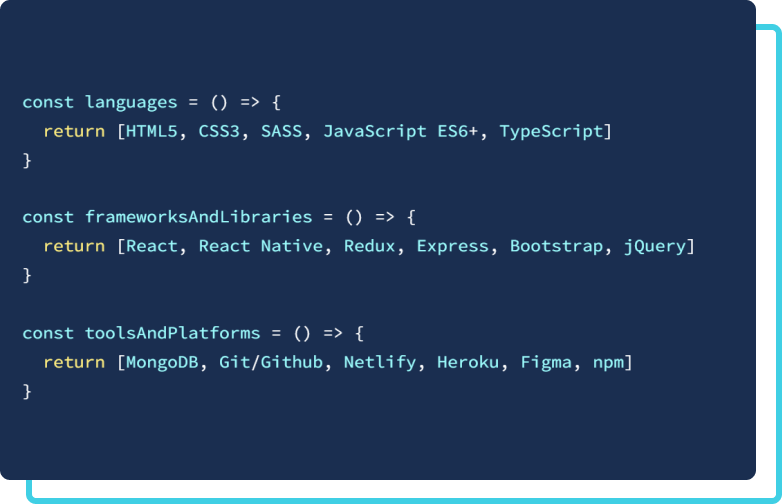 const languages = () => {
  return [HTML5, CSS3, SASS, JavaScript ES6+, TypeScript]
}
const frameworksAndLibraries = () => {
  return [React, React Native, Redux, Express, Bootstrap, jQuery]
}
const toolsAndPlatforms = () => {
  return [MongoDB, Git/Github, Netlify, Heroku, Figma, npm]
}